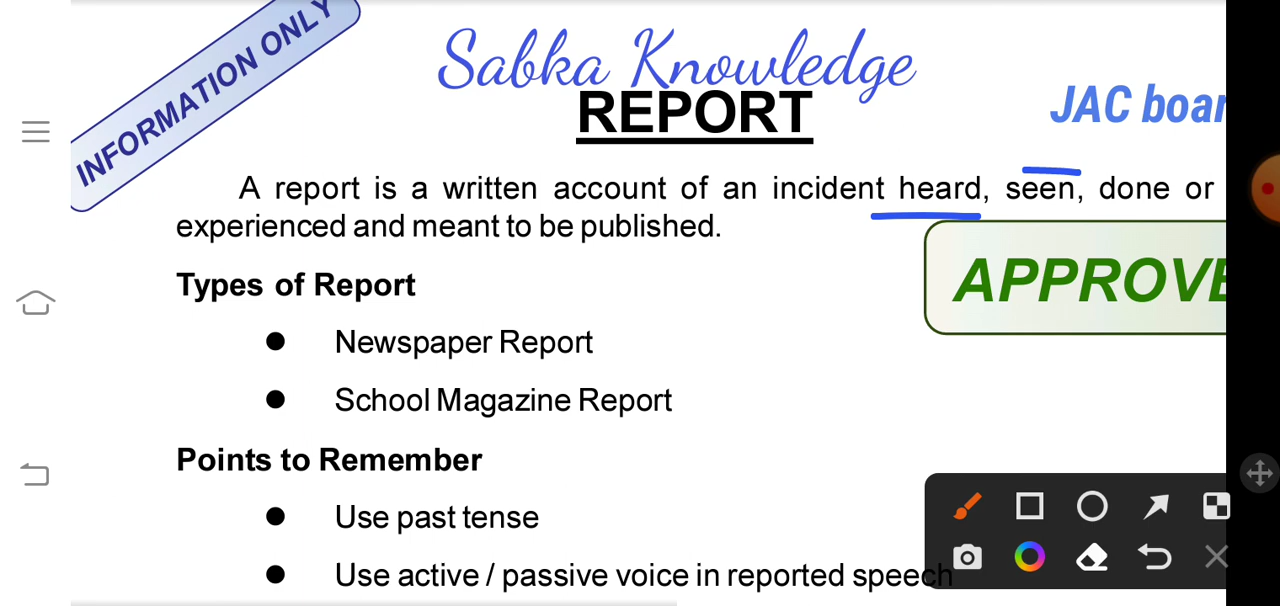 INFORMATION ONLY
Sabka Knowledge
REPORT
JAC
A report is a written account of an incident heard, seen, done or
experienced and meant to be published.
Types of Report
● Newspaper Report
● School Magazine Report
Points to Remember
● Use past tense
● Use active / passive voice in reported speech